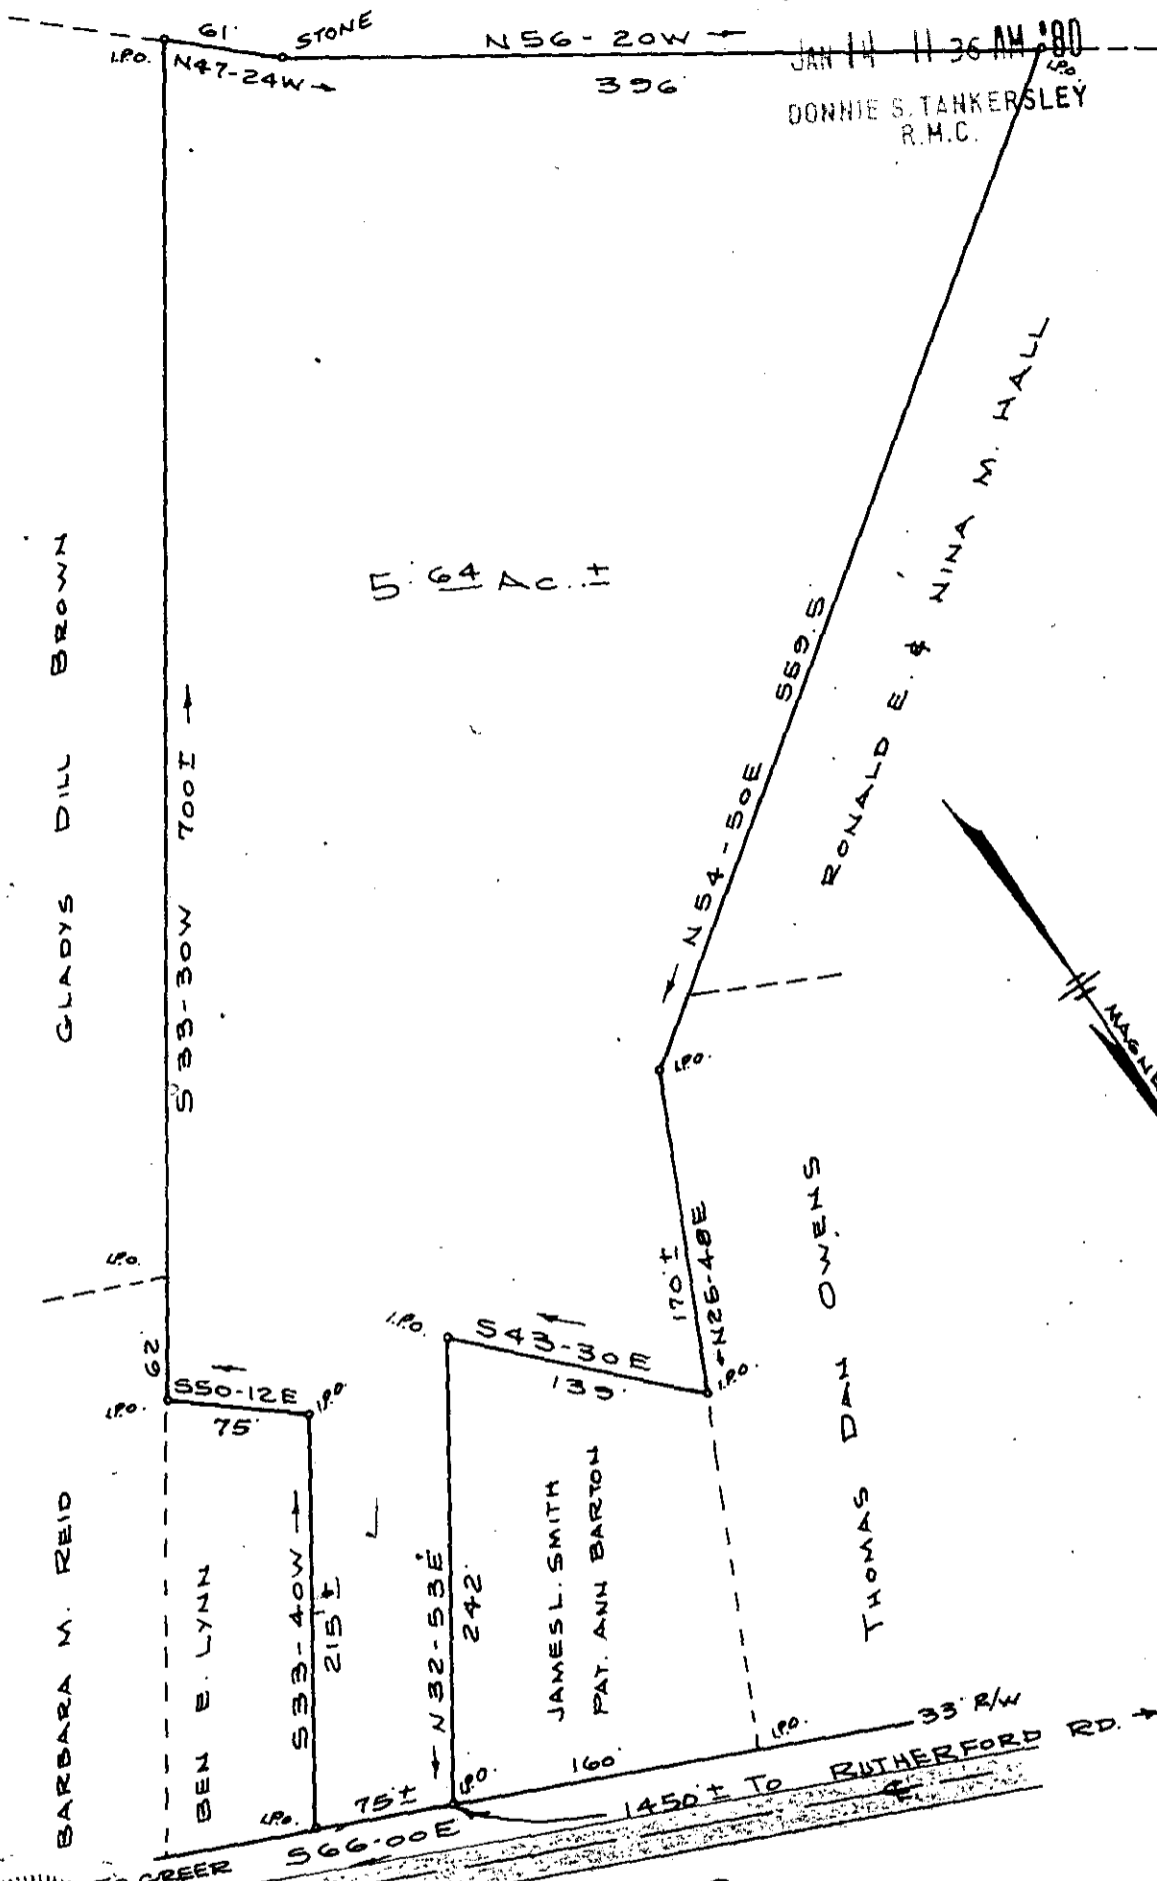 61'
STONE
N56-20W
I.P.O.
N47-24W
396'
JAN 14 11 36 AM '80
I.P.O.
DONNIE S. TANKERSLEY
R.M.C.
GLADYS DILL BROWN
S33-30W 700±
5.64 Ac.±
N54-50E 559.5
RONALD E. & NINA M. HALL
I.P.O.
170'±
N26-48E
THOMAS DAN OWENS
I.P.O.
62
I.P.O.
S43-30E
139'
I.P.O.
S50-12E
75'
I.P.O.
I.P.O.
BARBARA M. REID
BEN E. LYNN
S33-40W
215'±
N32-53E
242'
JAMES L. SMITH
PAT. ANN BARTON
I.P.O.
75'±
I.P.O.
160'
I.P.O.
33' R/W
S66-00E
1450'± TO RUTHERFORD RD.
GREER